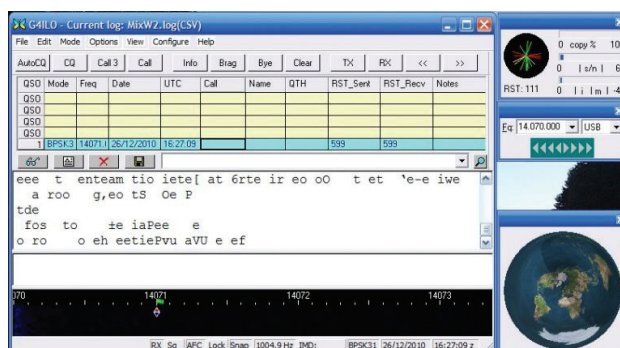 G4ILO - Current log: MixW2.log(CSV)
File Edit Mode Options View Configure Help
AutoCQ CQ Call 3 Call Info Brag Bye Clear TX RX << >>
QSO Mode Freq Date UTC Call Name QTH RST_Sent RST_Recv Notes
QSO
QSO
QSO
QSO
1 BPSK3 14071.( 26/12/2010 16:27:09 599 599
eee t enteam tio iete[ at 6rte ir eo oO t et `e-e iwe
a roo g,eo tS Oe P
tde
fos to ±e iaPee e
o ro o eh eetiePvu aVU e ef
070 14071 14072 14073
RX Sq AFC Lock Snap 1004.9 Hz IMD: BPSK31 26/12/2010 16:27:09 z
0 copy % 10
0 | s/n | 6
RST: 111 0 | i m | -4
Fq: 14.070.000 USB